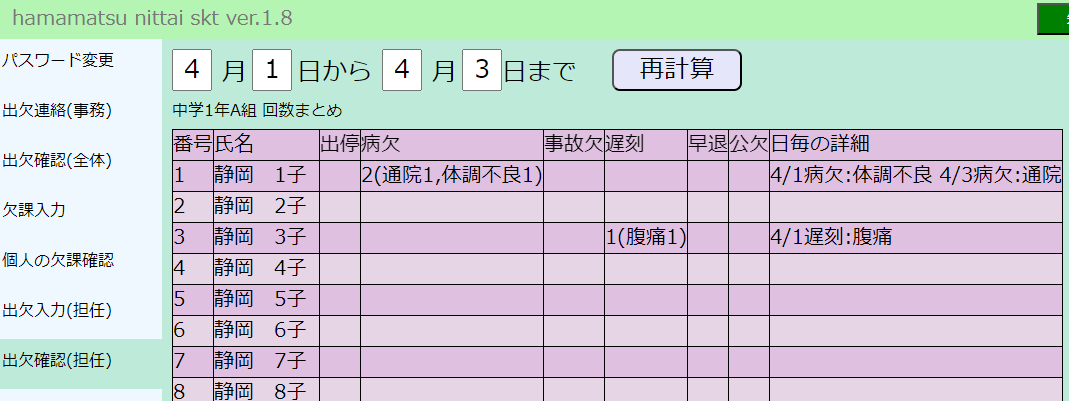 hamamatsu nittai skt ver.1.8
パスワード変更
出欠連絡(事務)
出欠確認(全体)
欠課入力
個人の欠課確認
出欠入力(担任)
出欠確認(担任)
4 月 1 日から 4 月 3 日まで 再計算
中学1年A組 回数まとめ
番号 氏名 出停 病欠 事故欠 遅刻 早退 公欠 日毎の詳細
1 静岡　1子 2(通院1,体調不良1) 4/1病欠:体調不良 4/3病欠:通院
2 静岡　2子
3 静岡　3子 1(腹痛1) 4/1遅刻:腹痛
4 静岡　4子
5 静岡　5子
6 静岡　6子
7 静岡　7子
8 静岡　8子